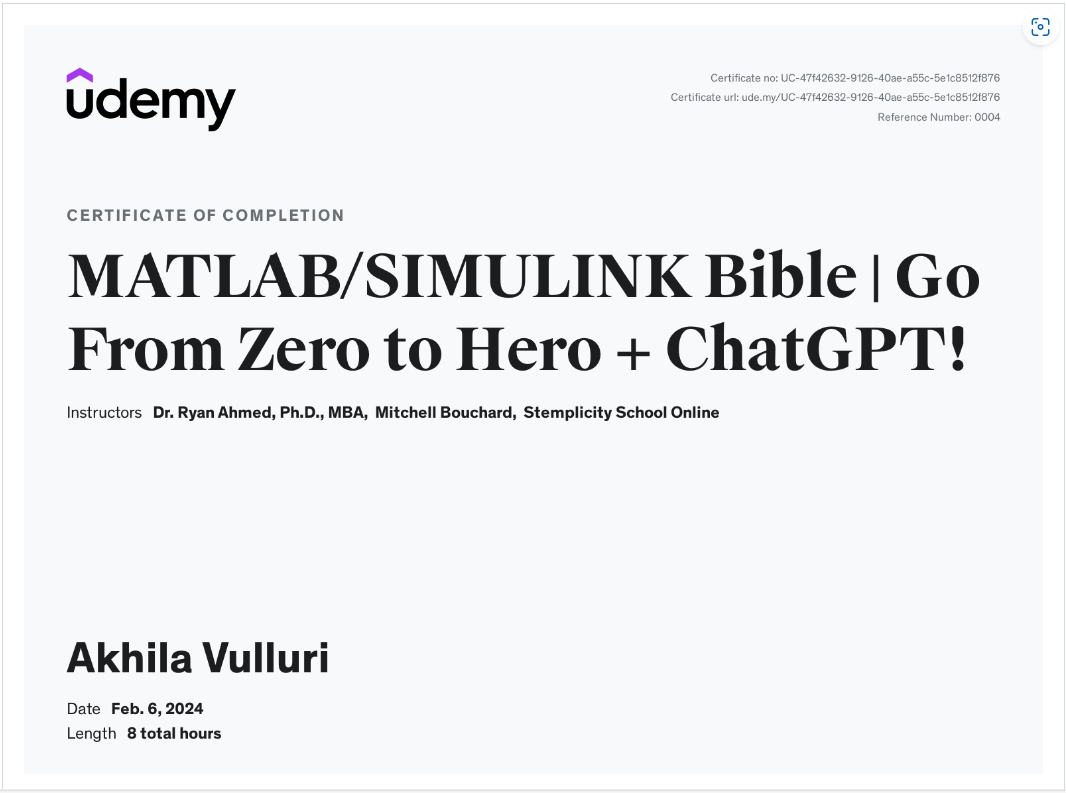 udemy
Certificate no: UC-47f42632-9126-40ae-a55c-5e1c8512f876
Certificate url: ude.my/UC-47f42632-9126-40ae-a55c-5e1c8512f876
Reference Number: 0004
CERTIFICATE OF COMPLETION
MATLAB/SIMULINK Bible | Go
From Zero to Hero + ChatGPT!
Instructors Dr. Ryan Ahmed, Ph.D., MBA, Mitchell Bouchard, Stemplicity School Online
Akhila Vulluri
Date Feb. 6, 2024
Length 8 total hours